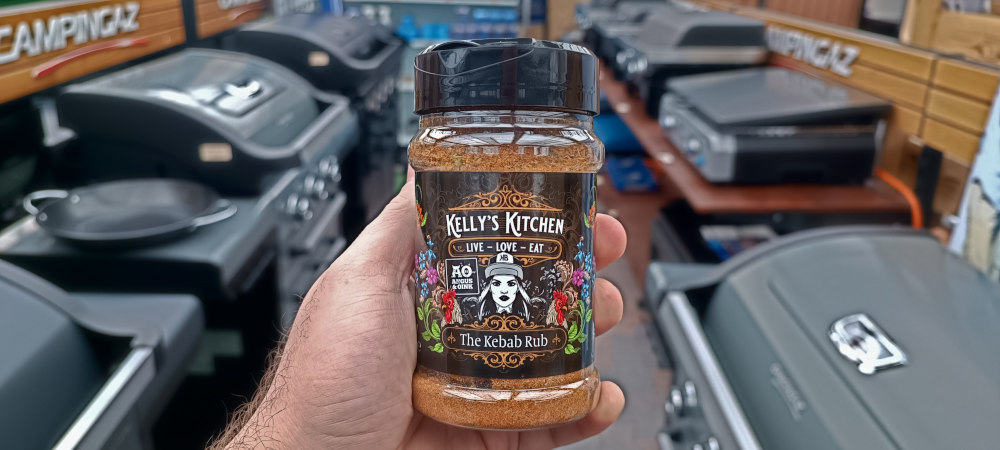 CAMPINGAZ
CAMPINGAZ
KELLY'S KITCHEN
LIVE – LOVE – EAT
AO
ANGUS
& OINK
The Kebab Rub